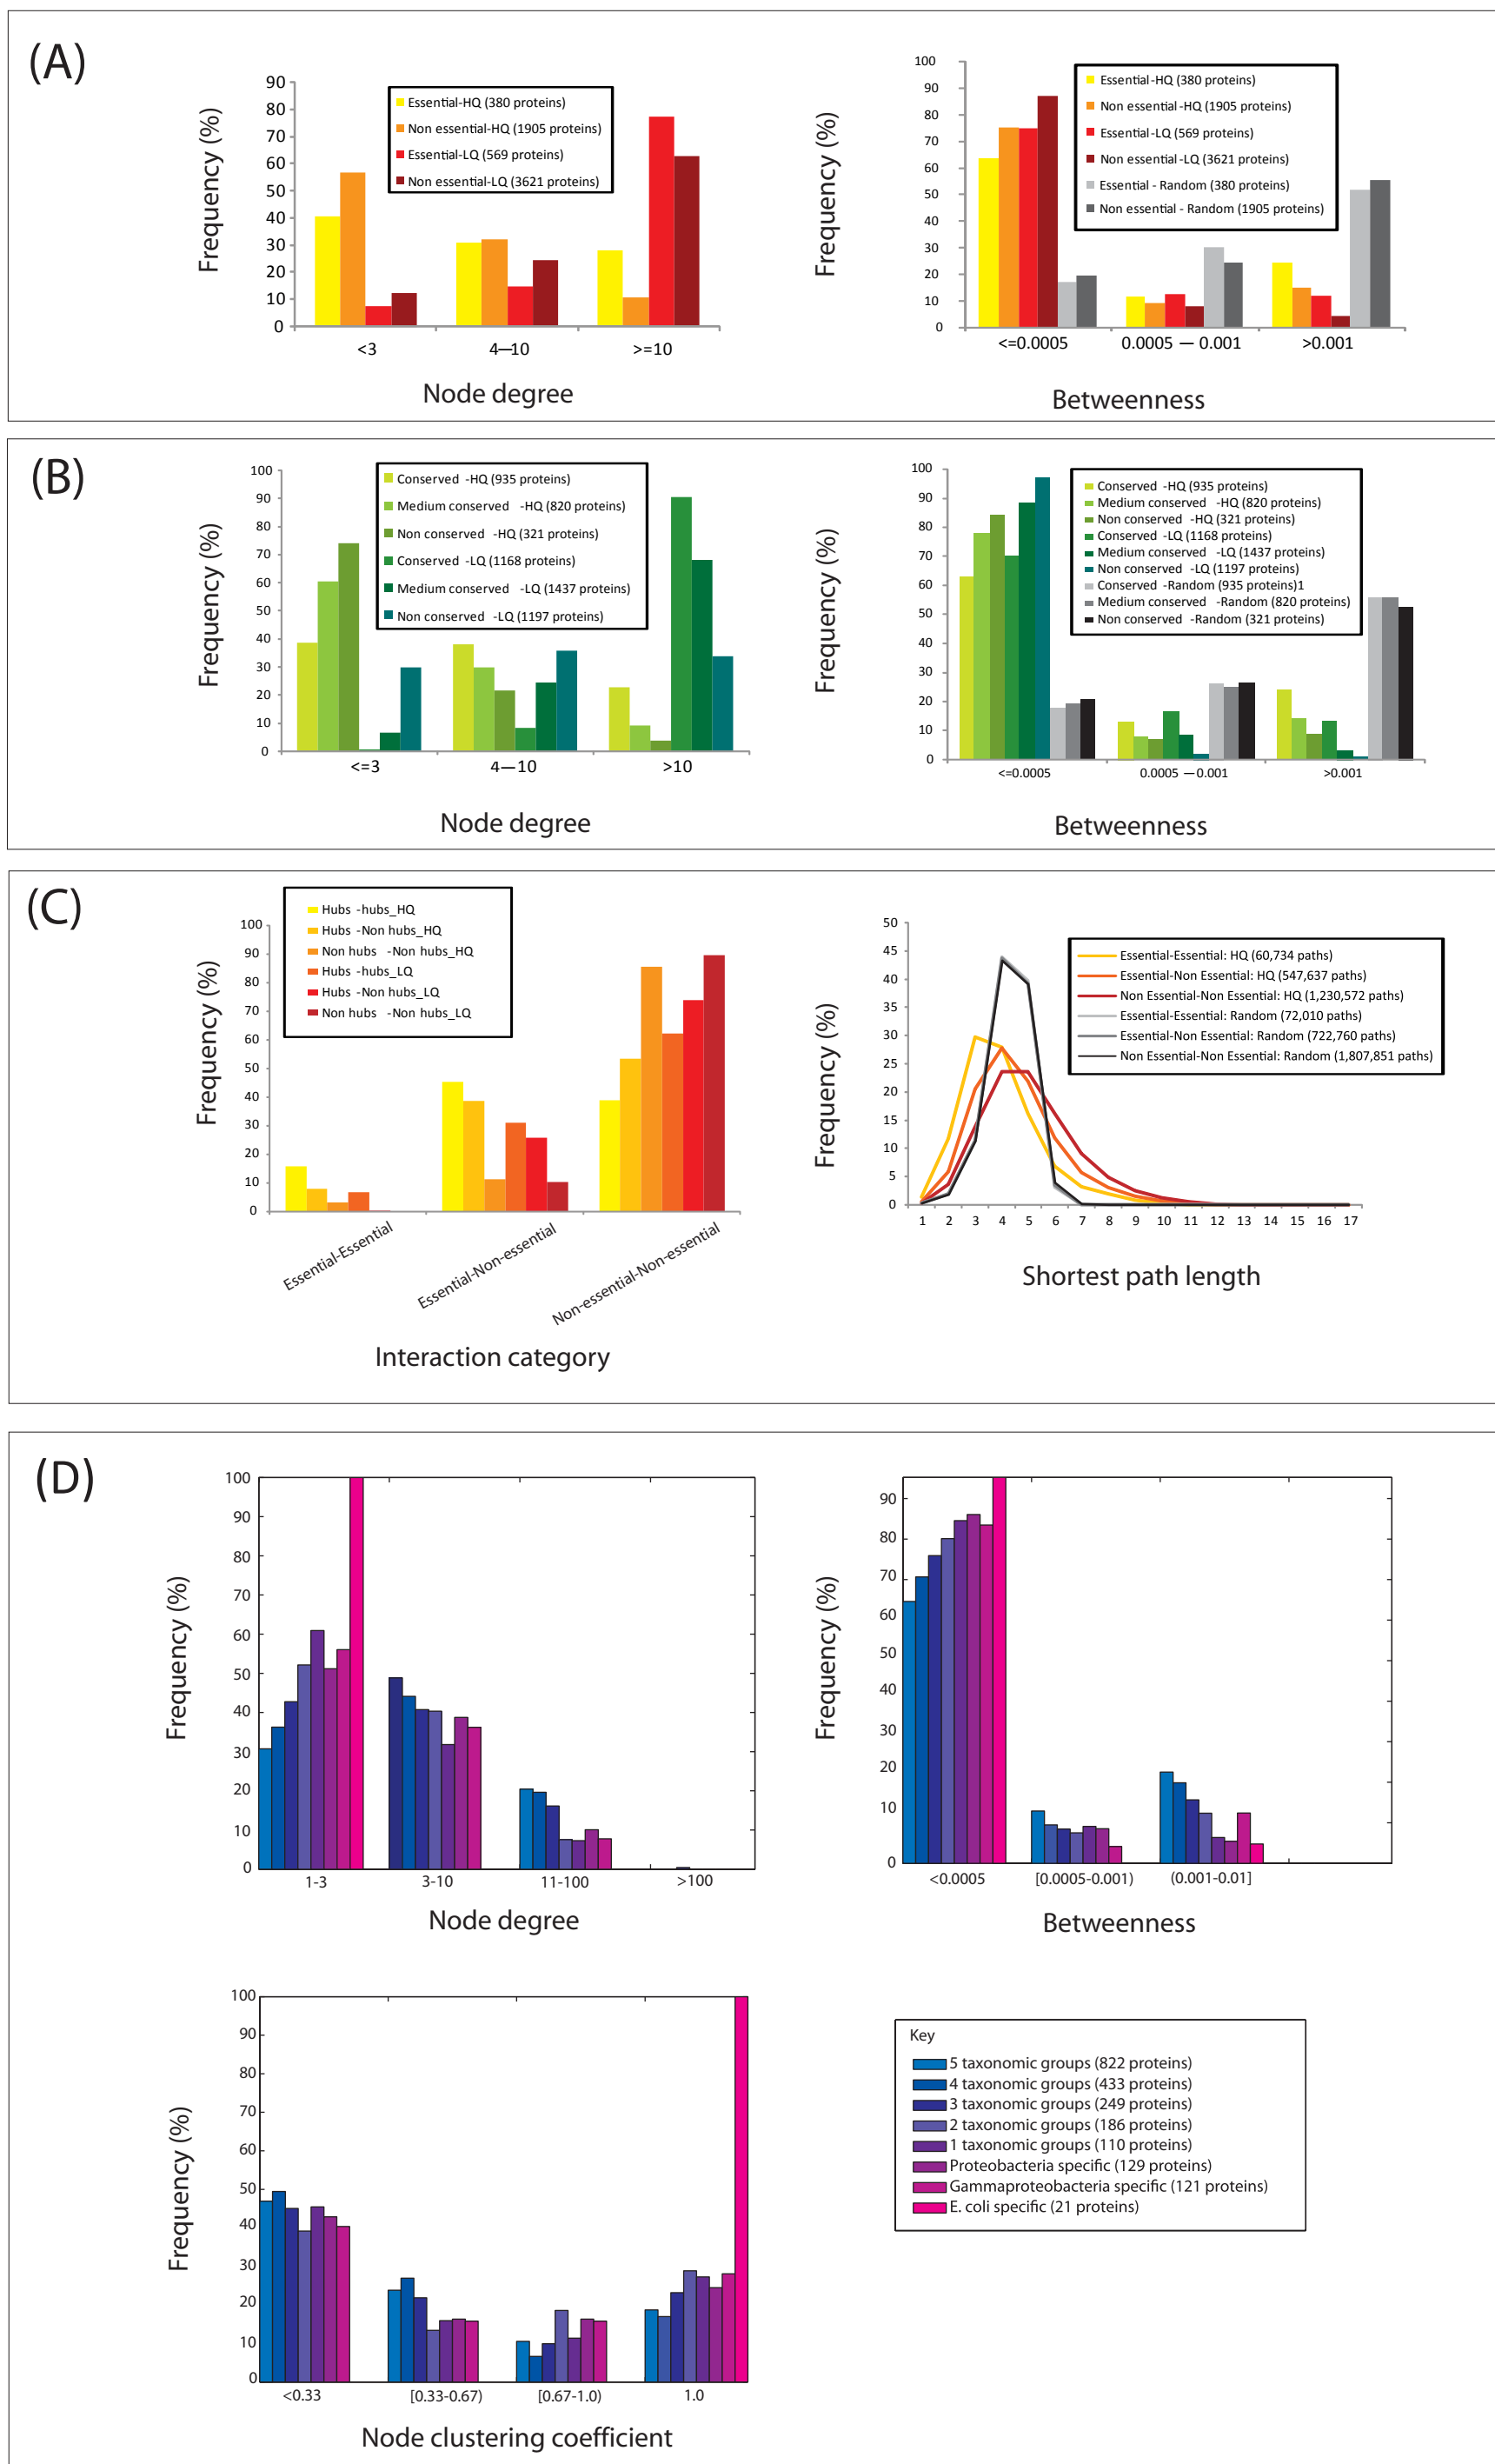 (A)
Frequency (%)
90
80
70
60
50
40
30
20
10
0
Essential-HQ (380 proteins)
Non essential-HQ (1905 proteins)
Essential-LQ (569 proteins)
Non essential-LQ (3621 proteins)
<3
4—10
>=10
Node degree
Frequency (%)
100
90
80
70
60
50
40
30
20
10
0
Essential-HQ (380 proteins)
Non essential -HQ (1905 proteins)
Essential-LQ (569 proteins)
Non essential -LQ (3621 proteins)
Essential - Random (380 proteins)
Non essential - Random (1905 proteins)
<=0.0005
0.0005 — 0.001
>0.001
Betweenness
(B)
Frequency (%)
100
90
80
70
60
50
40
30
20
10
0
Conserved -HQ (935 proteins)
Medium conserved -HQ (820 proteins)
Non conserved -HQ (321 proteins)
Conserved -LQ (1168 proteins)
Medium conserved -LQ (1437 proteins)
Non conserved -LQ (1197 proteins)
<=3
4—10
>10
Node degree
Frequency (%)
100
90
80
70
60
50
40
30
20
10
0
Conserved -HQ (935 proteins)
Medium conserved -HQ (820 proteins)
Non conserved -HQ (321 proteins)
Conserved -LQ (1168 proteins)
Medium conserved -LQ (1437 proteins)
Non conserved -LQ (1197 proteins)
Conserved -Random (935 proteins)1
Medium conserved -Random (820 proteins)
Non conserved -Random (321 proteins)
<=0.0005
0.0005 —0.001
>0.001
Betweenness
(C)
Frequency (%)
100
90
80
70
60
50
40
30
20
10
0
Hubs -hubs_HQ
Hubs -Non hubs_HQ
Non hubs -Non hubs_HQ
Hubs -hubs_LQ
Hubs -Non hubs_LQ
Non hubs -Non hubs_LQ
Essential-Essential
Essential-Non-essential
Non-essential-Non-essential
Interaction category
Frequency (%)
50
45
40
35
30
25
20
15
10
5
0
Essential-Essential: HQ (60,734 paths)
Essential-Non Essential: HQ (547,637 paths)
Non Essential-Non Essential: HQ (1,230,572 paths)
Essential-Essential: Random (72,010 paths)
Essential-Non Essential: Random (722,760 paths)
Non Essential-Non Essential: Random (1,807,851 paths)
1 2 3 4 5 6 7 8 9 10 11 12 13 14 15 16 17
Shortest path length
(D)
Frequency (%)
100
90
80
70
60
50
40
30
20
10
0
1-3
3-10
11-100
>100
Node degree
Frequency (%)
90
80
70
60
50
40
30
20
10
0
<0.0005
[0.0005-0.001)
(0.001-0.01]
Betweenness
Frequency (%)
100
90
80
70
60
50
40
30
20
10
0
<0.33
[0.33-0.67)
[0.67-1.0)
1.0
Node clustering coefficient
Key
5 taxonomic groups (822 proteins)
4 taxonomic groups (433 proteins)
3 taxonomic groups (249 proteins)
2 taxonomic groups (186 proteins)
1 taxonomic groups (110 proteins)
Proteobacteria specific (129 proteins)
Gammaproteobacteria specific (121 proteins)
E. coli specific (21 proteins)